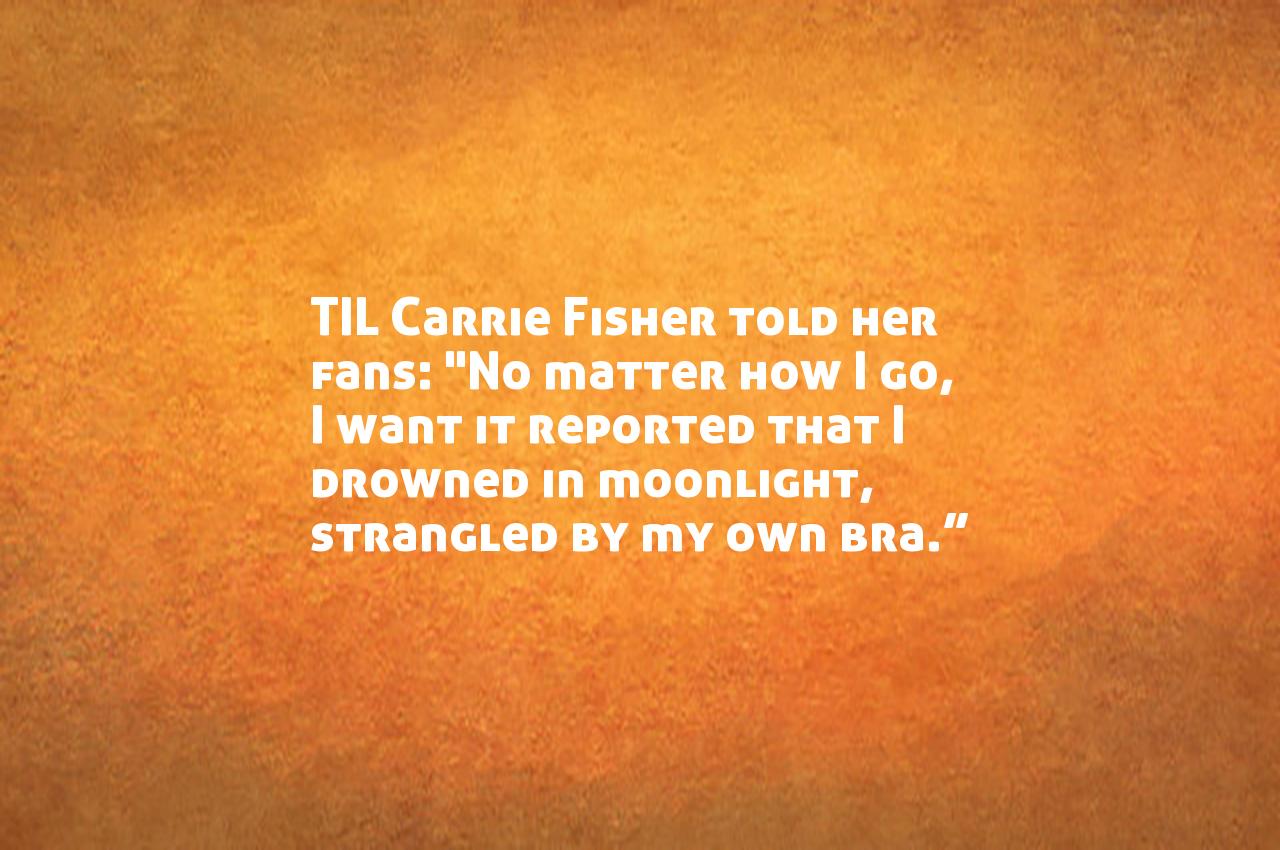 TIL Carrie Fisher told her
fans: "No matter how I go,
I want it reported that I
drowned in moonlight,
strangled by my own bra.“